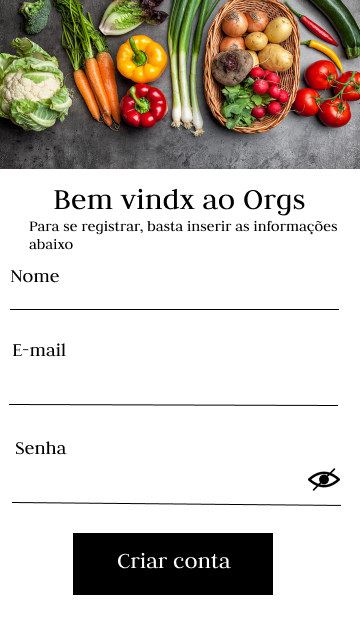 Bem vindx ao Orgs
Para se registrar, basta inserir as informações
abaixo
Nome
E-mail
Senha
Criar conta